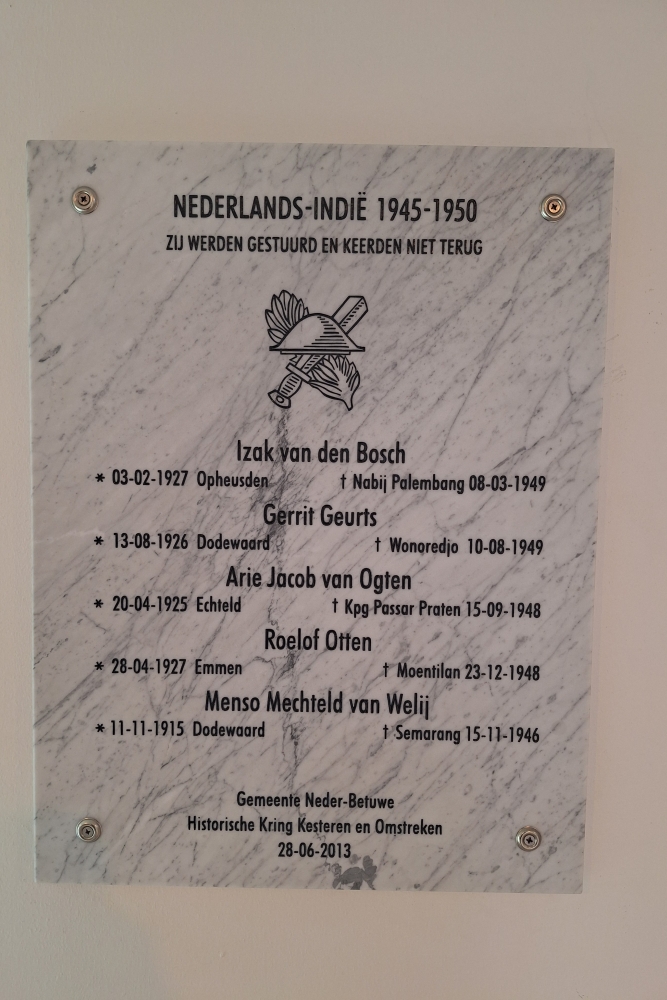 NEDERLANDS-INDIË 1945-1950
ZIJ WERDEN GESTUURD EN KEERDEN NIET TERUG
Izak van den Bosch
* 03-02-1927 Opheusden † Nabij Palembang 08-03-1949
Gerrit Geurts
* 13-08-1926 Dodewaard † Wonoredjo 10-08-1949
Arie Jacob van Ogten
* 20-04-1925 Echteld † Kpg Passar Praten 15-09-1948
Roelof Otten
* 28-04-1927 Emmen † Moentilan 23-12-1948
Menso Mechteld van Welij
* 11-11-1915 Dodewaard † Semarang 15-11-1946
Gemeente Neder-Betuwe
Historische Kring Kesteren en Omstreken
28-06-2013